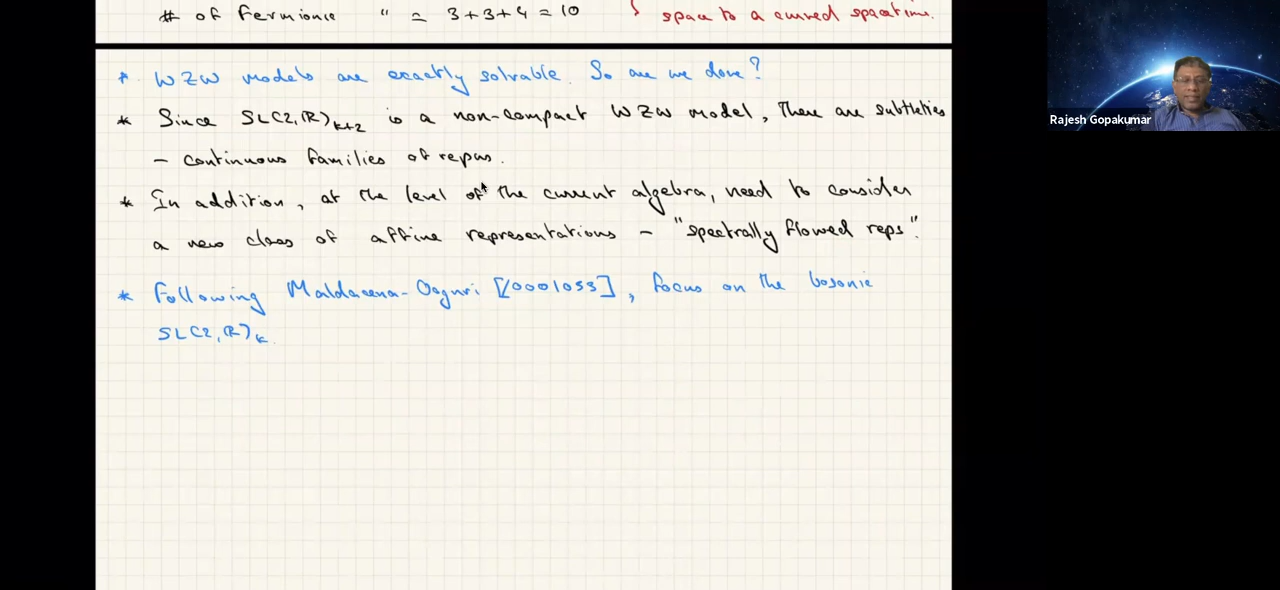 # of Fermionic " = 3+3+4 = 10 } space to a curved spacetime.
* WZW models are exactly solvable. So are we done?
* Since SL(2,R)k+2 is a non-compact WZW model, there are subtleties
- continuous families of repns.
* In addition, at the level of the current algebra, need to consider
a new class of affine representations - "spectrally flowed reps".
* Following Maldacena-Ooguri [/0001053], focus on the bosonic
SL(2,R)k.
Rajesh Gopakumar